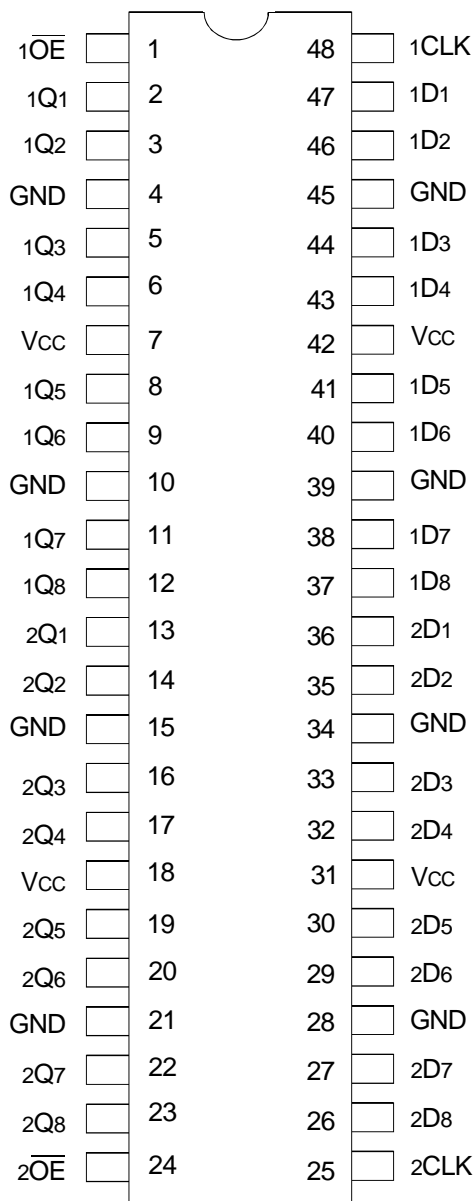 1O̅E̅ 1 48 1CLK
1Q1 2 47 1D1
1Q2 3 46 1D2
GND 4 45 GND
1Q3 5 44 1D3
1Q4 6 43 1D4
VCC 7 42 VCC
1Q5 8 41 1D5
1Q6 9 40 1D6
GND 10 39 GND
1Q7 11 38 1D7
1Q8 12 37 1D8
2Q1 13 36 2D1
2Q2 14 35 2D2
GND 15 34 GND
2Q3 16 33 2D3
2Q4 17 32 2D4
VCC 18 31 VCC
2Q5 19 30 2D5
2Q6 20 29 2D6
GND 21 28 GND
2Q7 22 27 2D7
2Q8 23 26 2D8
2O̅E̅ 24 25 2CLK